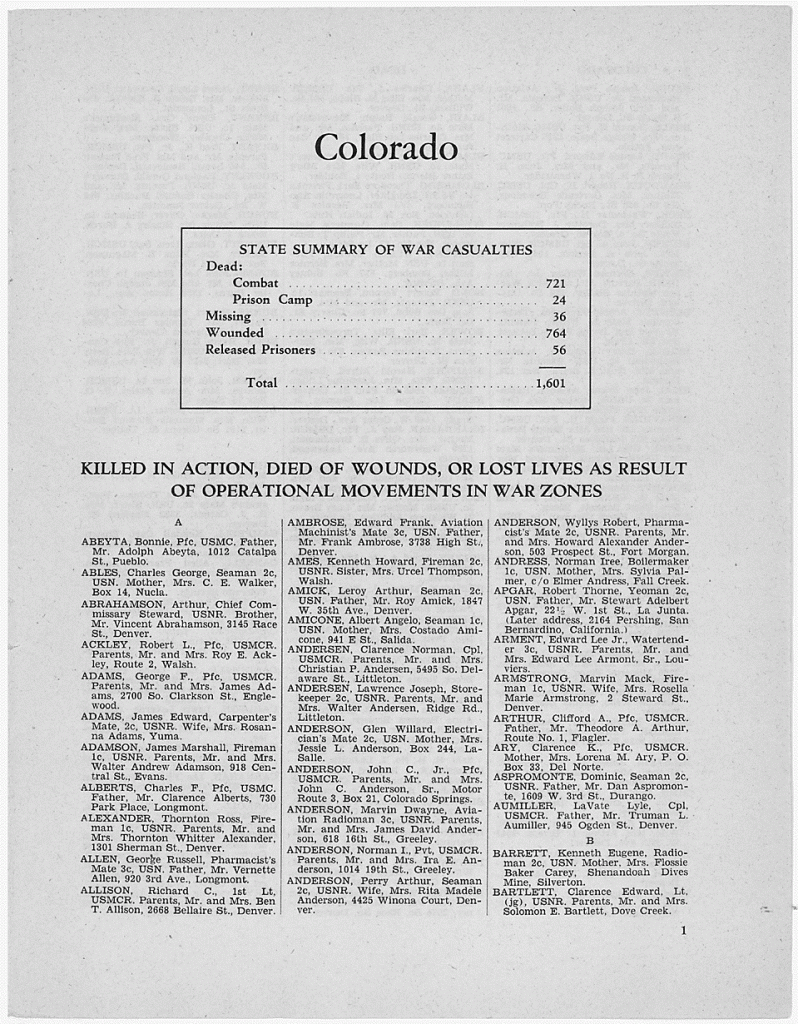 Colorado
STATE SUMMARY OF WAR CASUALTIES
Dead:
Combat 721
Prison Camp 24
Missing 36
Wounded 764
Released Prisoners 56
Total 1,601
KILLED IN ACTION, DIED OF WOUNDS, OR LOST LIVES AS RESULT
OF OPERATIONAL MOVEMENTS IN WAR ZONES
A
ABEYTA, Bonnie, Pfc, USMC. Father,
Mr. Adolph Abeyta, 1012 Catalpa
St., Pueblo.
ABLES, Charles George, Seaman 2c,
USN. Mother, Mrs. C. E. Walker,
Box 14, Nucla.
ABRAHAMSON, Arthur, Chief Com-
missary Steward, USNR. Brother,
Mr. Vincent Abrahamson, 3145 Race
St., Denver.
ACKLEY, Robert L., Pfc, USMCR.
Parents, Mr. and Mrs. Roy E. Ack-
ley, Route 2, Walsh.
ADAMS, George F., Pfc, USMCR.
Parents, Mr. and Mrs. James Ad-
ams, 2700 So. Clarkson St., Engle-
wood.
ADAMS, James Edward, Carpenter's
Mate, 2c, USNR. Wife, Mrs. Rosan-
na Adams, Yuma.
ADAMSON, James Marshall, Fireman
1c, USNR. Parents, Mr. and Mrs.
Walter Andrew Adamson, 918 Cen-
tral St., Evans.
ALBERTS, Charles F., Pfc, USMC.
Father, Mr. Clarence Alberts, 730
Park Place, Longmont.
ALEXANDER, Thornton Ross, Fire-
man 1c, USNR. Parents, Mr. and
Mrs. Thornton Whitter Alexander,
1301 Sherman St., Denver.
ALLEN, George Russell, Pharmacist's
Mate 3c, USN. Father, Mr. Vernette
Allen, 920 3rd Ave., Longmont.
ALLISON, Richard C., 1st Lt,
USMCR. Parents, Mr. and Mrs. Ben
T. Allison, 2668 Bellaire St., Denver.
AMBROSE, Edward Frank, Aviation
Machinist's Mate 3c, USN. Father,
Mr. Frank Ambrose, 3738 High St.,
Denver.
AMES, Kenneth Howard, Fireman 2c,
USNR. Sister, Mrs. Urcel Thompson,
Walsh.
AMICK, Leroy Arthur, Seaman 2c,
USN. Father, Mr. Roy Amick, 1847
W. 35th Ave., Denver.
AMICONE, Albert Angelo, Seaman 1c,
USN. Mother, Mrs. Costado Ami-
cone, 941 E St., Salida.
ANDERSEN, Clarence Norman, Cpl,
USMCR. Parents, Mr. and Mrs.
Christian P. Andersen, 5495 So. Del-
aware St., Littleton.
ANDERSEN, Lawrence Joseph, Store-
keeper 2c, USNR. Parents, Mr. and
Mrs. Walter Andersen, Ridge Rd.,
Littleton.
ANDERSON, Glen Willard, Electri-
cian's Mate 2c, USN. Mother, Mrs.
Jessie L. Anderson, Box 244, La-
Salle.
ANDERSON, John C., Jr., Pfc,
USMCR. Parents, Mr. and Mrs.
John C. Anderson, Sr., Motor
Route 3, Box 21, Colorado Springs.
ANDERSON, Marvin Dwayne, Avia-
tion Radioman 3c, USNR. Parents,
Mr. and Mrs. James David Ander-
son, 618 16th St., Greeley.
ANDERSON, Norman I., Pvt, USMCR.
Parents, Mr. and Mrs. Ira E. An-
derson, 1014 19th St., Greeley.
ANDERSON, Perry Arthur, Seaman
2c, USNR. Wife, Mrs. Rita Madele
Anderson, 4425 Winona Court, Den-
ver.
ANDERSON, Wyllys Robert, Pharma-
cist's Mate 2c, USNR. Parents, Mr.
and Mrs. Howard Alexander Ander-
son, 503 Prospect St., Fort Morgan.
ANDRESS, Norman Iree, Boilermaker
1c, USN. Mother, Mrs. Sylvia Pal-
mer, c/o Elmer Andress, Fall Creek.
APGAR, Robert Thorne, Yeoman 2c,
USN. Father, Mr. Stewart Adelbert
Apgar, 22½ W. 1st St., La Junta.
(Later address, 2164 Pershing, San
Bernardino, California.)
ARMENT, Edward Lee Jr., Watertend-
er 3c, USNR. Parents, Mr. and
Mrs. Edward Lee Armont, Sr., Lou-
viers.
ARMSTRONG, Marvin Mack, Fire-
man 1c, USNR. Wife, Mrs. Rosella
Marie Armstrong, 2 Steward St.,
Denver.
ARTHUR, Clifford A., Pfc, USMCR.
Father, Mr. Theodore A. Arthur,
Route No. 1, Flagler.
ARY, Clarence K., Pfc, USMCR.
Mother, Mrs. Lorena M. Ary, P. O.
Box 33, Del Norte.
ASPROMONTE, Dominic, Seaman 2c,
USNR. Father, Mr. Dan Aspromon-
te, 1609 W. 3rd St., Durango.
AUMILLER, LaVate Lyle, Cpl,
USMCR. Father, Mr. Truman L.
Aumiller, 945 Ogden St., Denver.
B
BARRETT, Kenneth Eugene, Radio-
man 2c, USN. Mother, Mrs. Flossie
Baker Carey, Shenandoah Dives
Mine, Silverton.
BARTLETT, Clarence Edward, Lt.
(jg), USNR. Parents, Mr. and Mrs.
Solomon E. Bartlett, Dove Creek.
1